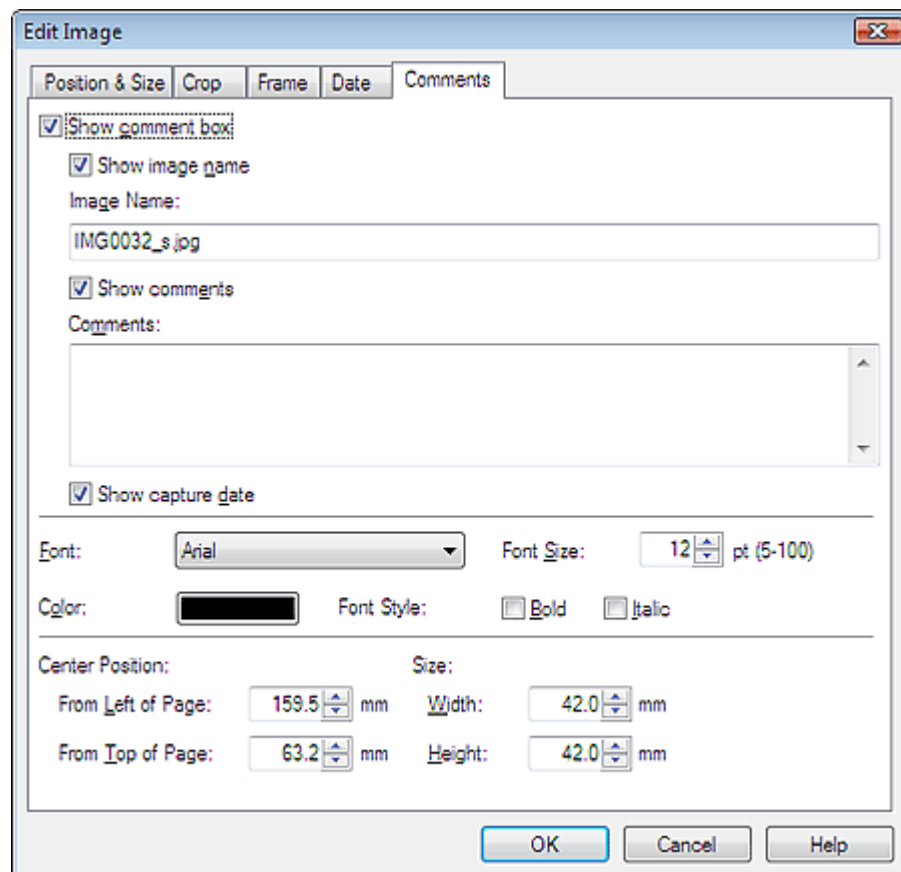 Edit Image
Position & Size Crop Frame Date Comments
Show comment box
Show image name
Image Name:
IMG0032_s.jpg
Show comments
Comments:
Show capture date
Font: Arial Font Size: 12 pt (5-100)
Color: Font Style: Bold Italic
Center Position: Size:
From Left of Page: 159.5 mm Width: 42.0 mm
From Top of Page: 63.2 mm Height: 42.0 mm
OK Cancel Help